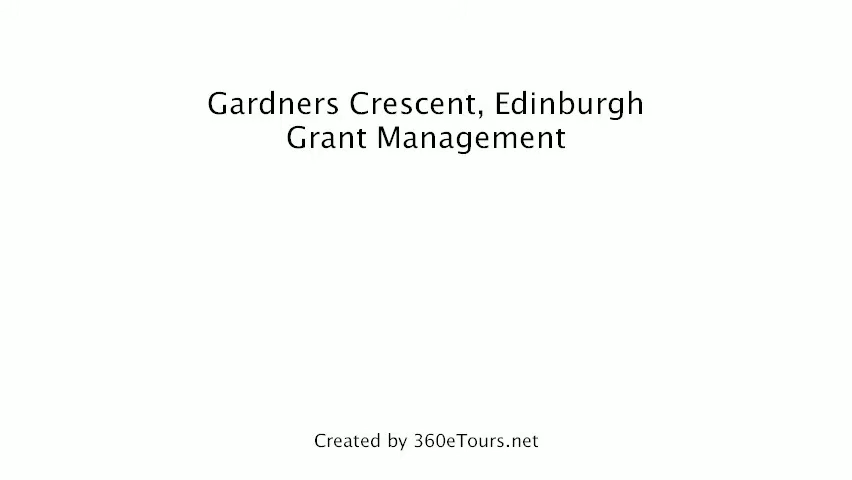 Gardners Crescent, Edinburgh
Grant Management
Created by 360eTours.net